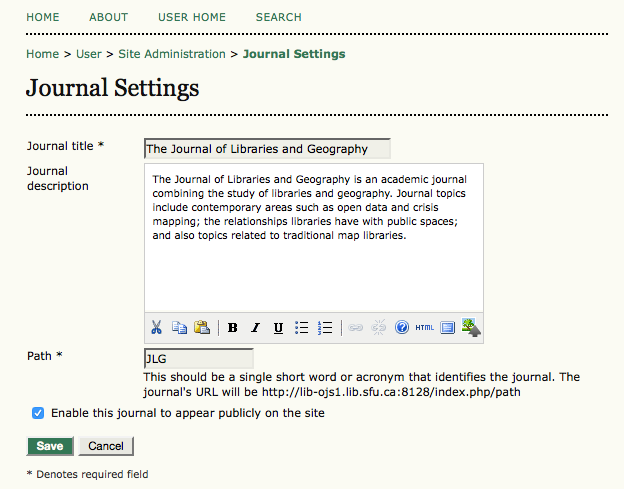 HOME ABOUT USER HOME SEARCH
Home > User > Site Administration > Journal Settings
Journal Settings
Journal title * The Journal of Libraries and Geography
Journal
description
The Journal of Libraries and Geography is an academic journal
combining the study of libraries and geography. Journal topics
include contemporary areas such as open data and crisis
mapping; the relationships libraries have with public spaces;
and also topics related to traditional map libraries.
B I U HTML
Path * JLG
This should be a single short word or acronym that identifies the journal. The
journal's URL will be http://lib-ojs1.lib.sfu.ca:8128/index.php/path
Enable this journal to appear publicly on the site
Save Cancel
* Denotes required field